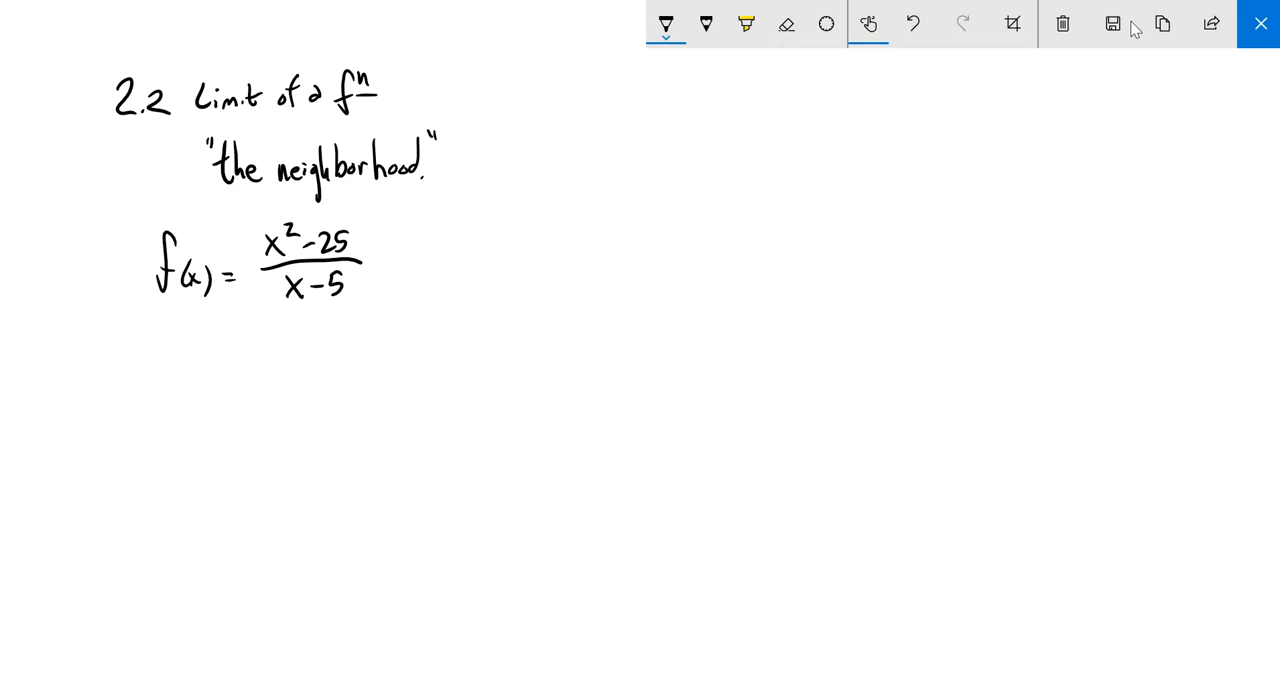 2.2 Limit of a fn
"the neighborhood."
f(x) = x²-25 / x-5